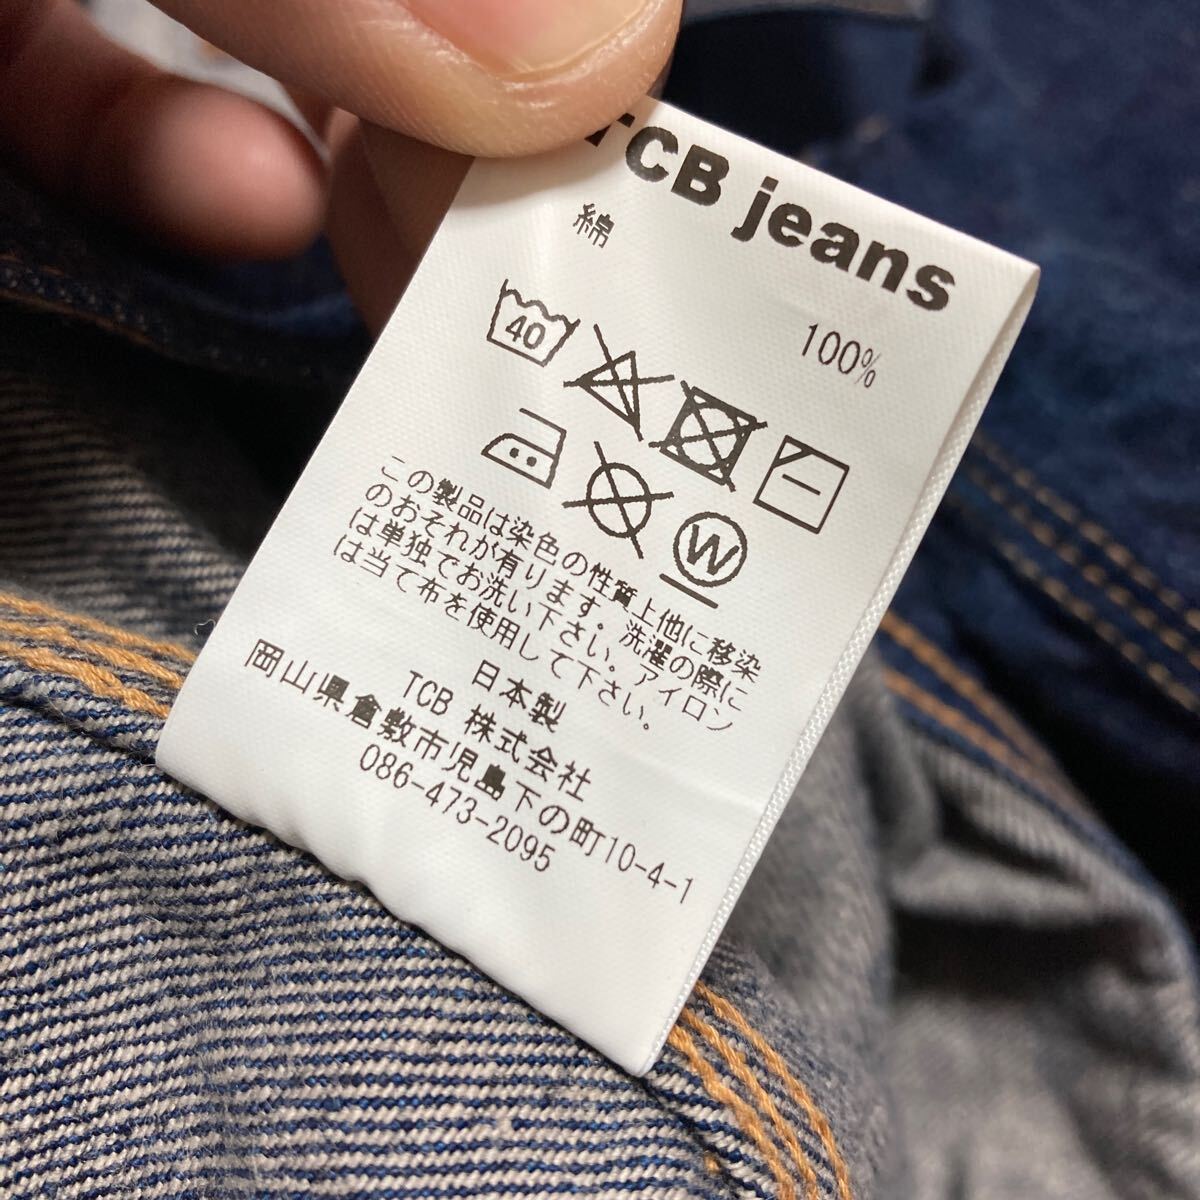 TCB jeans
綿 100%
40
W
この製品は染色の性質上他に移染
のおそれが有ります。洗濯の際に
は単独でお洗い下さい。アイロン
は当て布を使用して下さい。
日本製
TCB 株式会社
岡山県倉敷市児島下の町10-4-1
086-473-2095